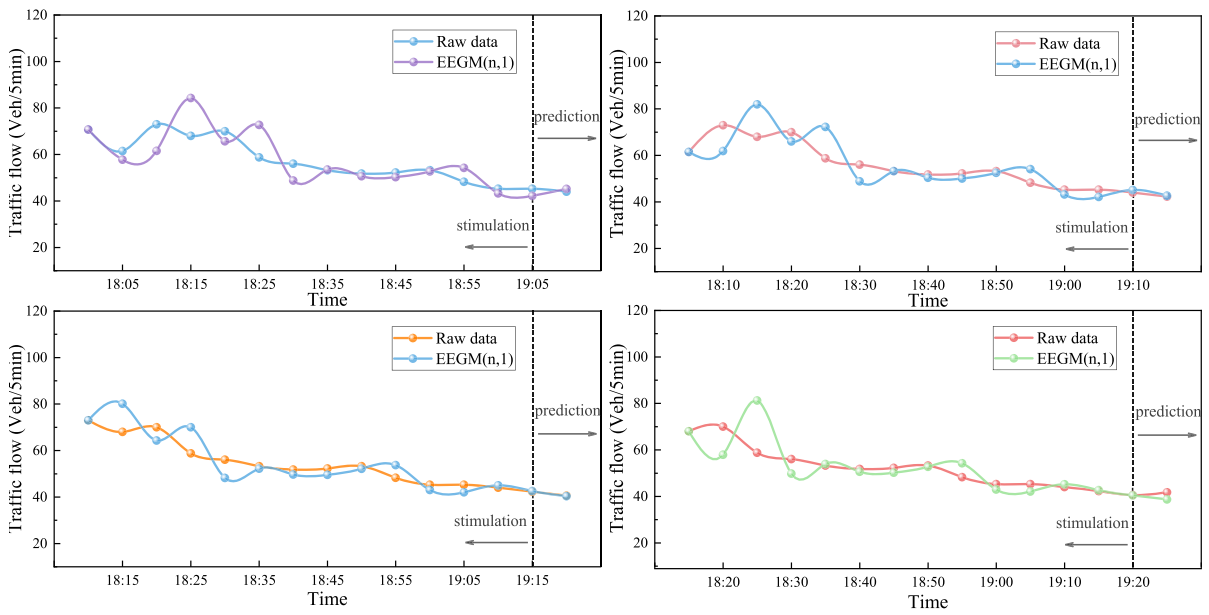 120
100
80
60
40
20
Traffic flow (Veh/5min)
Raw data
EEGM(n,1)
prediction
stimulation
18:05 18:15 18:25 18:35 18:45 18:55 19:05
Time
120
100
80
60
40
20
Traffic flow (Veh/5min)
Raw data
EEGM(n,1)
prediction
stimulation
18:10 18:20 18:30 18:40 18:50 19:00 19:10
Time
120
100
80
60
40
20
Traffic flow (Veh/5min)
Raw data
EEGM(n,1)
prediction
stimulation
18:15 18:25 18:35 18:45 18:55 19:05 19:15
Time
120
100
80
60
40
20
Traffic flow (Veh/5min)
Raw data
EEGM(n,1)
prediction
stimulation
18:20 18:30 18:40 18:50 19:00 19:10 19:20
Time